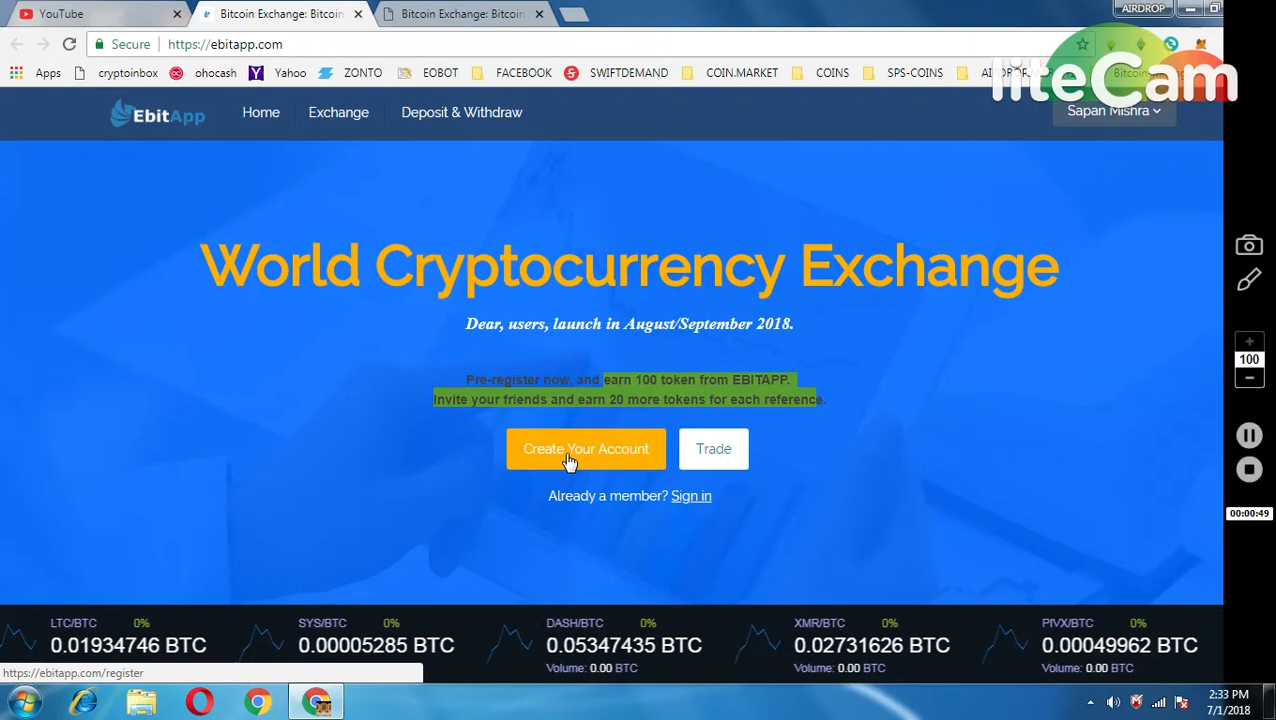 YouTube
Bitcoin Exchange: Bitcoin
Bitcoin Exchange: Bitcoin
AIRDROP
Secure
https://ebitapp.com
Apps
cryptoinbox
ohocash
Yahoo
ZONTO
EOBOT
FACEBOOK
SWIFTDEMAND
COIN.MARKET
COINS
SPS-COINS
liteCam
EbitApp
Home
Exchange
Deposit & Withdraw
Sapan Mishra
World Cryptocurrency Exchange
Dear, users, launch in August/September 2018.
Pre-register now, and earn 100 token from EBITAPP.
Invite your friends and earn 20 more tokens for each reference.
Create Your Account
Trade
Already a member? Sign in
100
00:00:49
LTC/BTC 0%
0.01934746 BTC
SYS/BTC 0%
0.00005285 BTC
DASH/BTC 0%
0.05347435 BTC
Volume: 0.00 BTC
XMR/BTC 0%
0.02731626 BTC
Volume: 0.00 BTC
PIVX/BTC 0%
0.00049962 BTC
Volume: 0.00 BTC
https://ebitapp.com/register
2:33 PM
7/1/2018